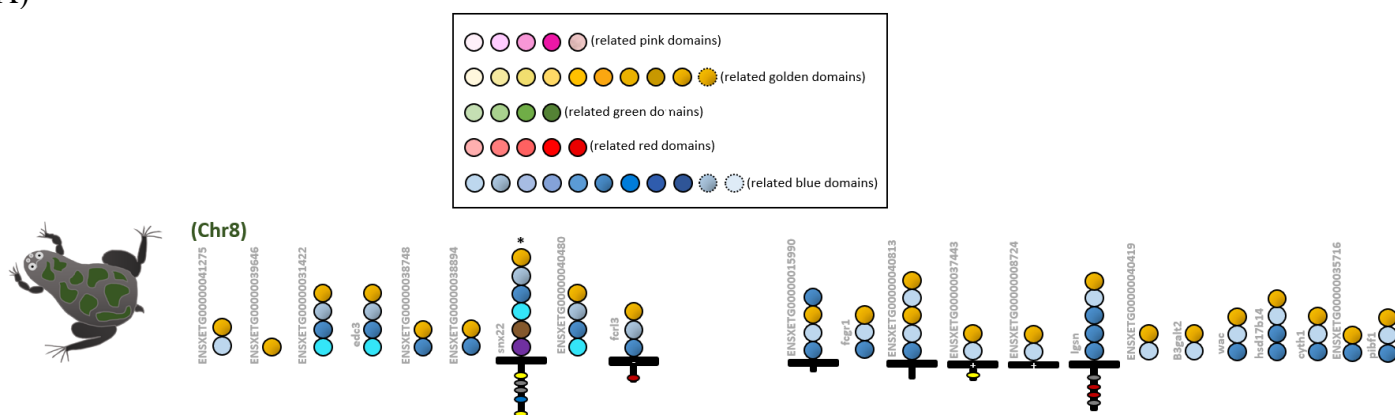 (related pink domains)
(related golden domains)
(related green do nains)
(related red domains)
(related blue domains)
(Chr8)
ENSXETG00000041275
ENSXETG00000039646
ENSXETG00000031422
edc3
ENSXETG00000038748
ENSXETG00000038894
snx22
*
ENSXETG00000040480
fcrl3
ENSXETG00000015990
fcgr1
ENSXETG00000040813
ENSXETG00000037443
+
ENSXETG00000008724
+
lgsn
ENSXETG00000040419
B3galt2
wac
hsd17b14
cyth1
ENSXETG00000035716
pibf1